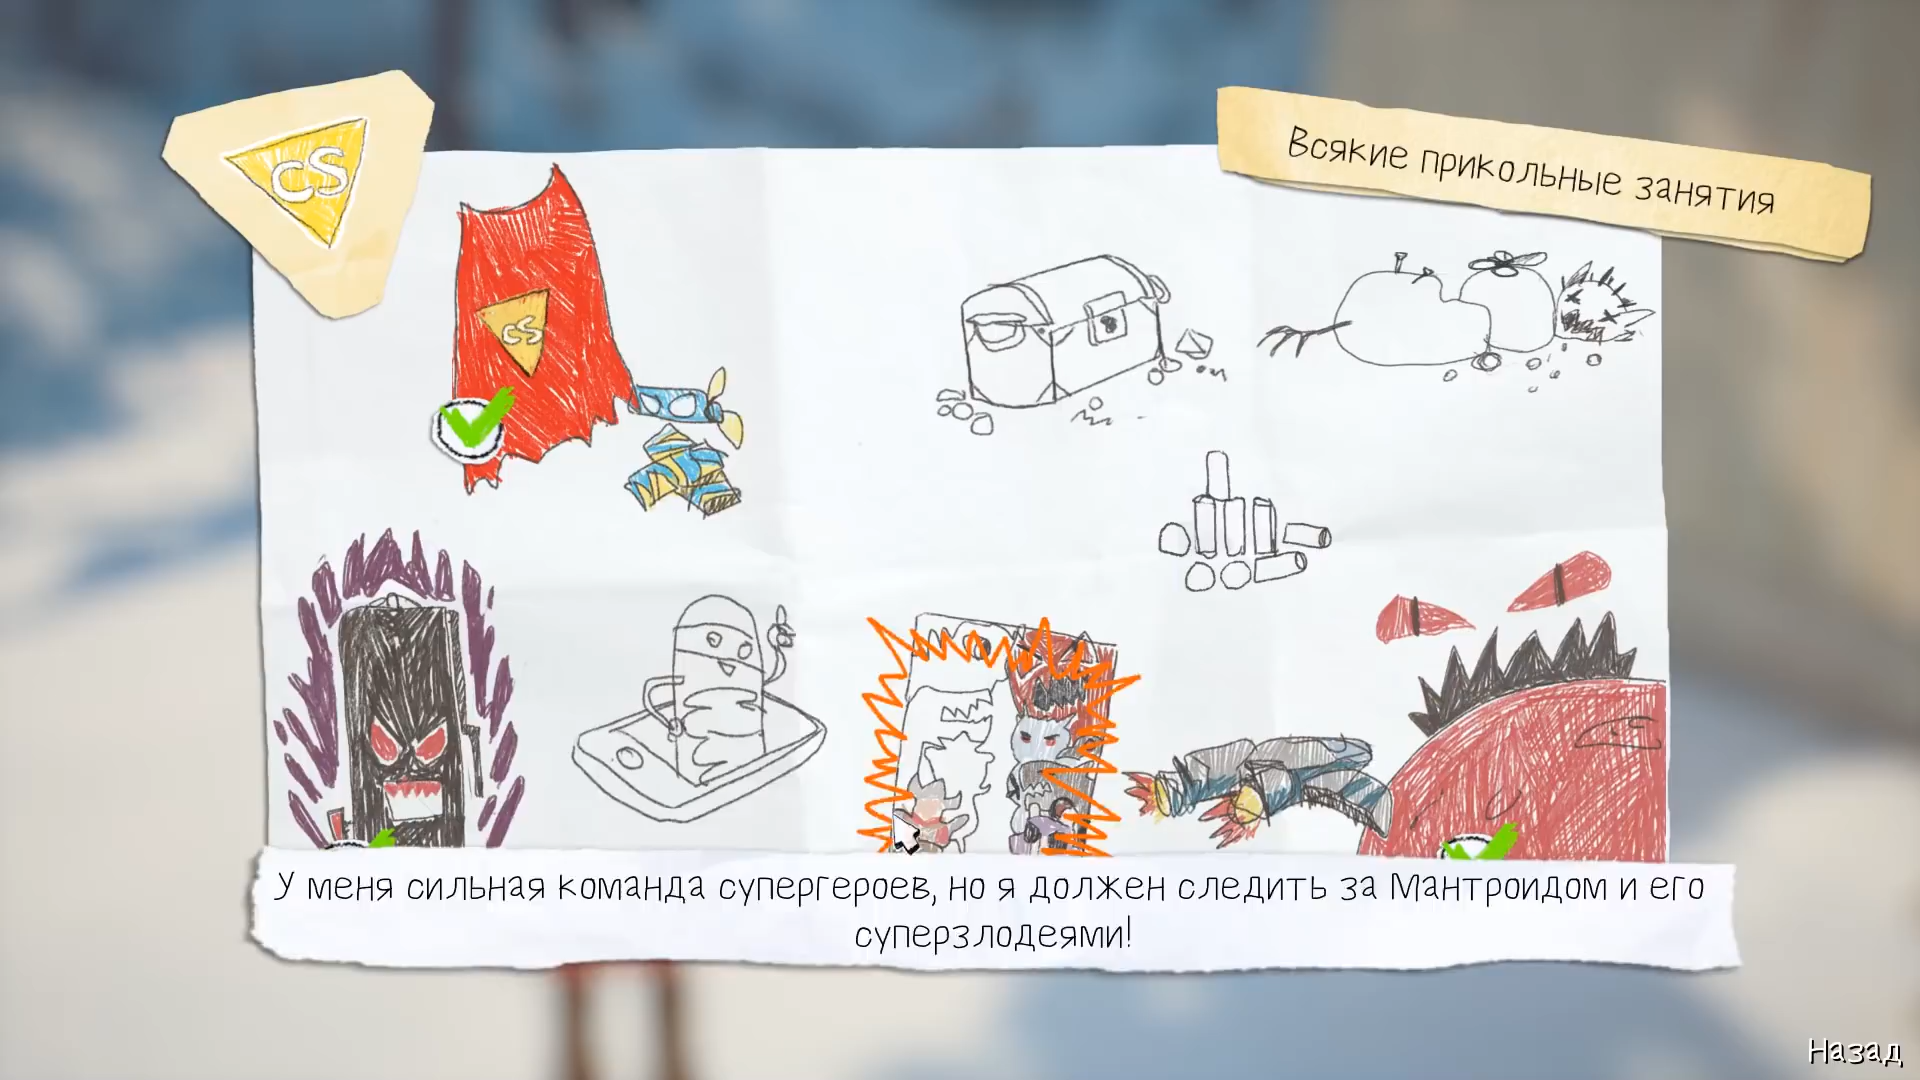 CS
Всякие прикольные занятия
CS
У меня сильная команда супергероев, но я должен следить за Мантроидом и его
суперзлодеями!
Назад